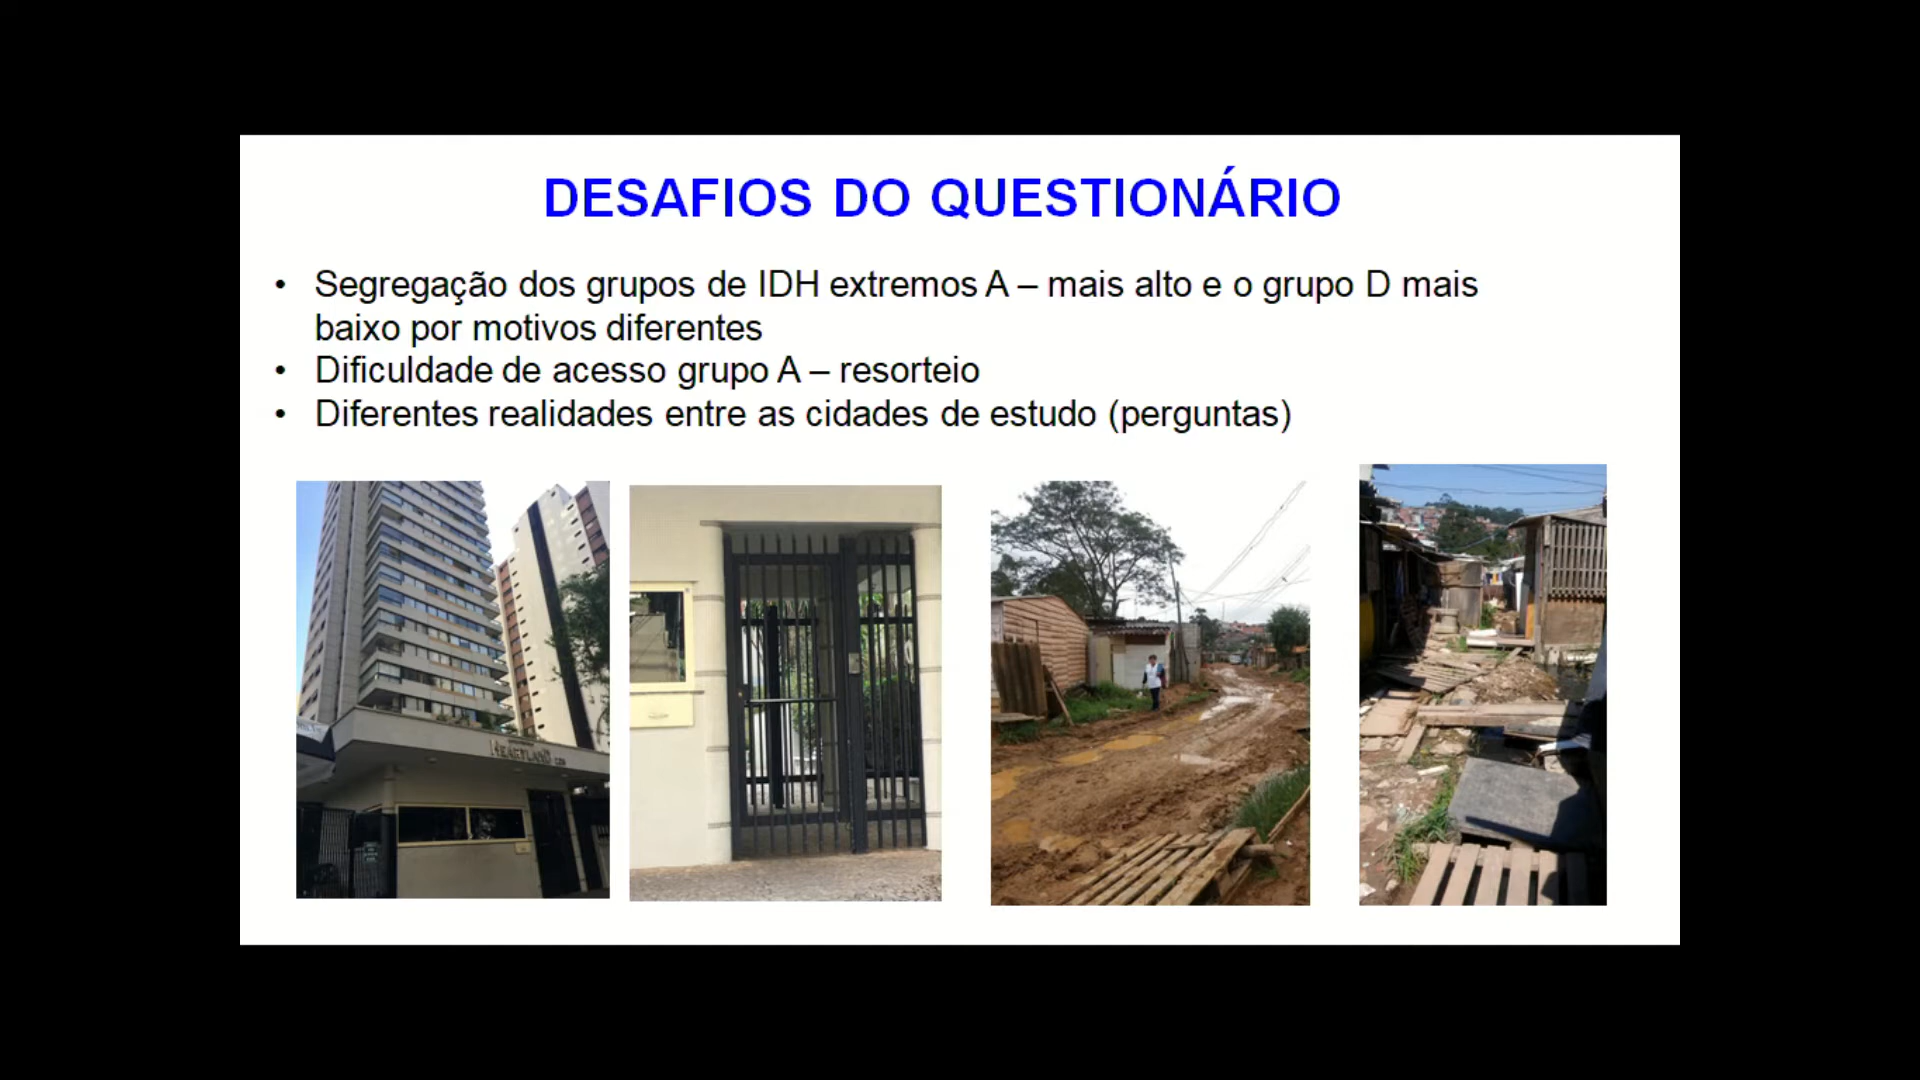 DESAFIOS DO QUESTIONÁRIO
• Segregação dos grupos de IDH extremos A – mais alto e o grupo D mais
baixo por motivos diferentes
• Dificuldade de acesso grupo A – resorteio
• Diferentes realidades entre as cidades de estudo (perguntas)